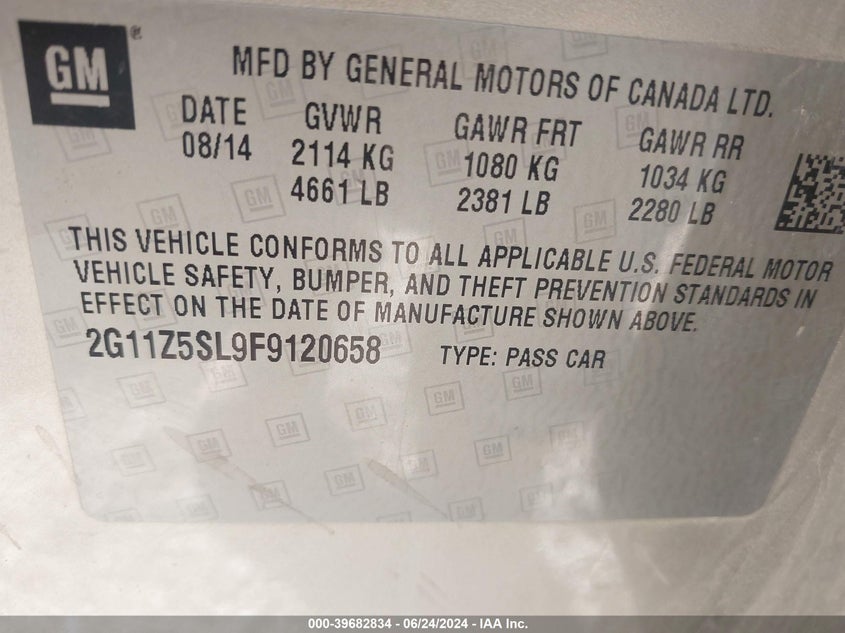 GM®
MFD BY GENERAL MOTORS OF CANADA LTD.
DATE GVWR GAWR FRT GAWR RR
08/14 2114 KG 1080 KG 1034 KG
4661 LB 2381 LB 2280 LB
THIS VEHICLE CONFORMS TO ALL APPLICABLE U.S. FEDERAL MOTOR
VEHICLE SAFETY, BUMPER, AND THEFT PREVENTION STANDARDS IN
EFFECT ON THE DATE OF MANUFACTURE SHOWN ABOVE.
2G11Z5SL9F9120658 TYPE: PASS CAR
000-39682834 - 06/24/2024 - IAA Inc.